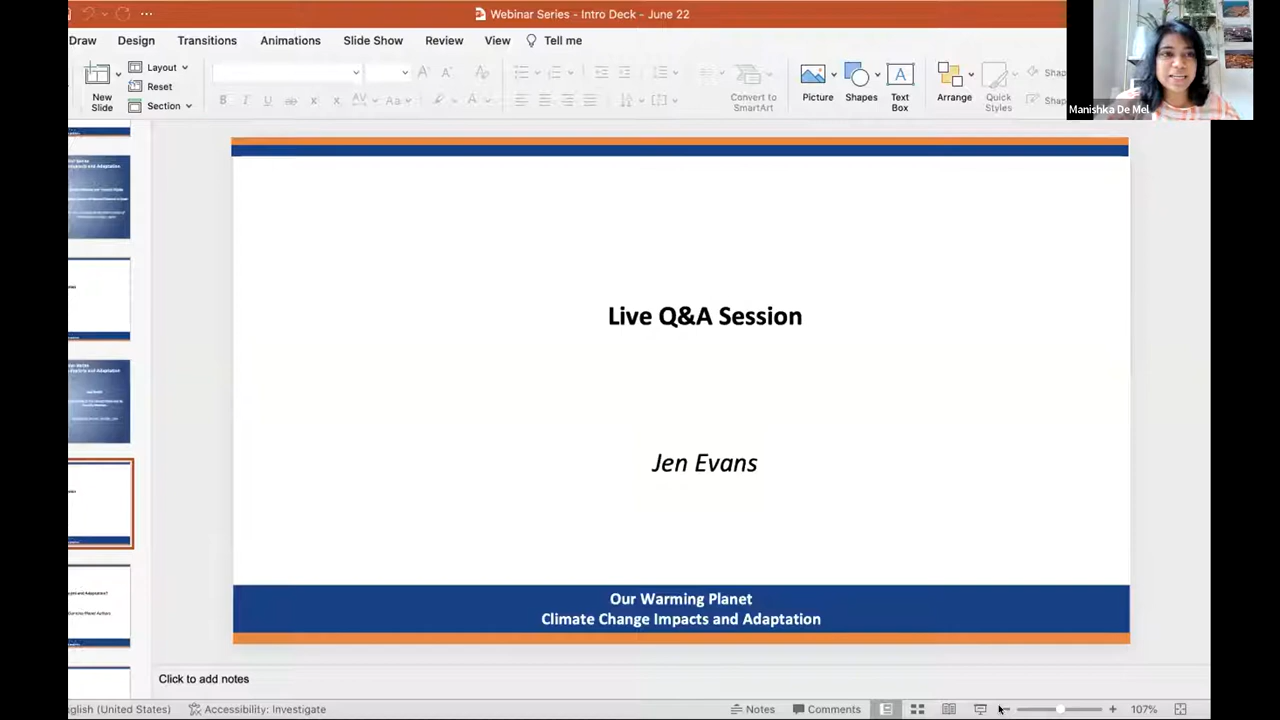 Webinar Series - Intro Deck - June 22
Draw Design Transitions Animations Slide Show Review View Tell me
New
Slide
Layout
Reset
Section
Convert to
SmartArt
Picture
Shapes
Text
Box
Arrange
Quick
Styles
Manishka De Mel
Live Q&A Session
Jen Evans
Our Warming Planet
Climate Change Impacts and Adaptation
Click to add notes
(United States) Accessibility: Investigate Notes Comments 107%